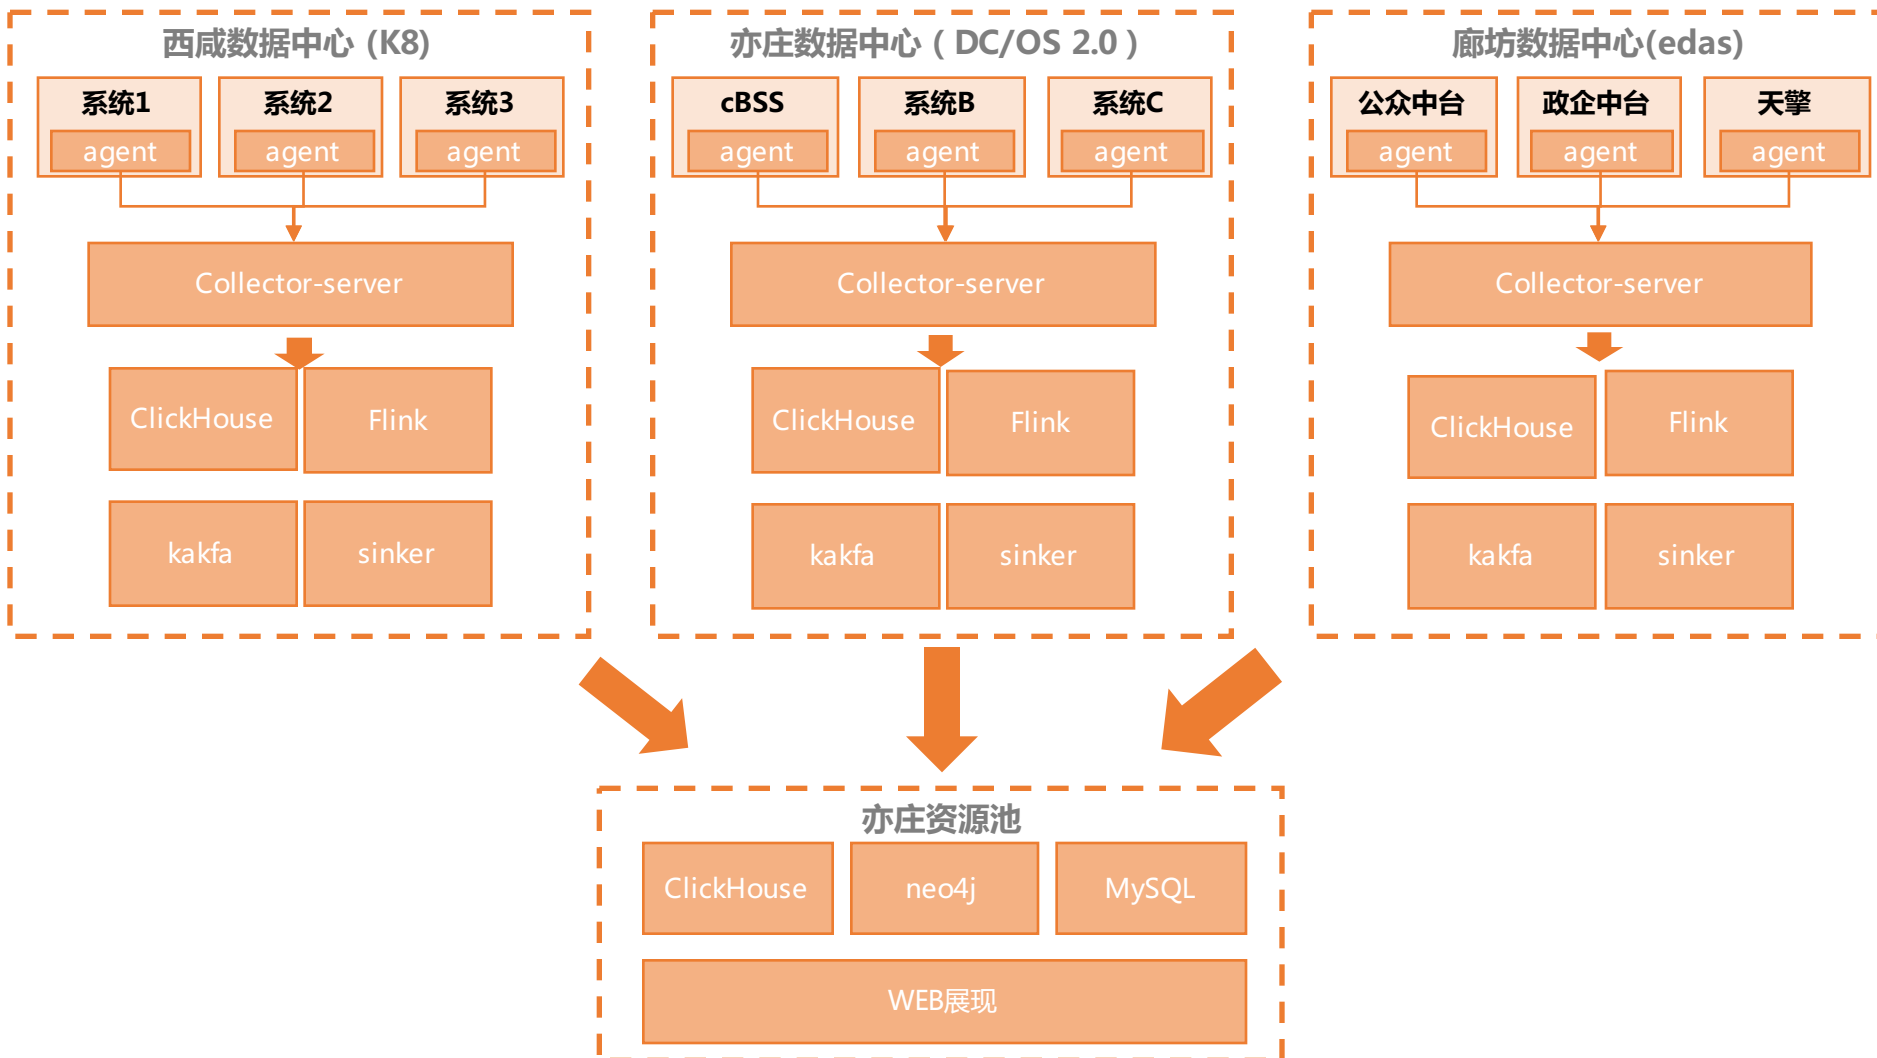 西咸数据中心 (K8)
系统1
agent
系统2
agent
系统3
agent
Collector-server
ClickHouse
Flink
kakfa
sinker
亦庄数据中心（DC/OS 2.0）
cBSS
agent
系统B
agent
系统C
agent
Collector-server
ClickHouse
Flink
kakfa
sinker
廊坊数据中心(edas)
公众中台
agent
政企中台
agent
天擎
agent
Collector-server
ClickHouse
Flink
kakfa
sinker
亦庄资源池
ClickHouse
neo4j
MySQL
WEB展现